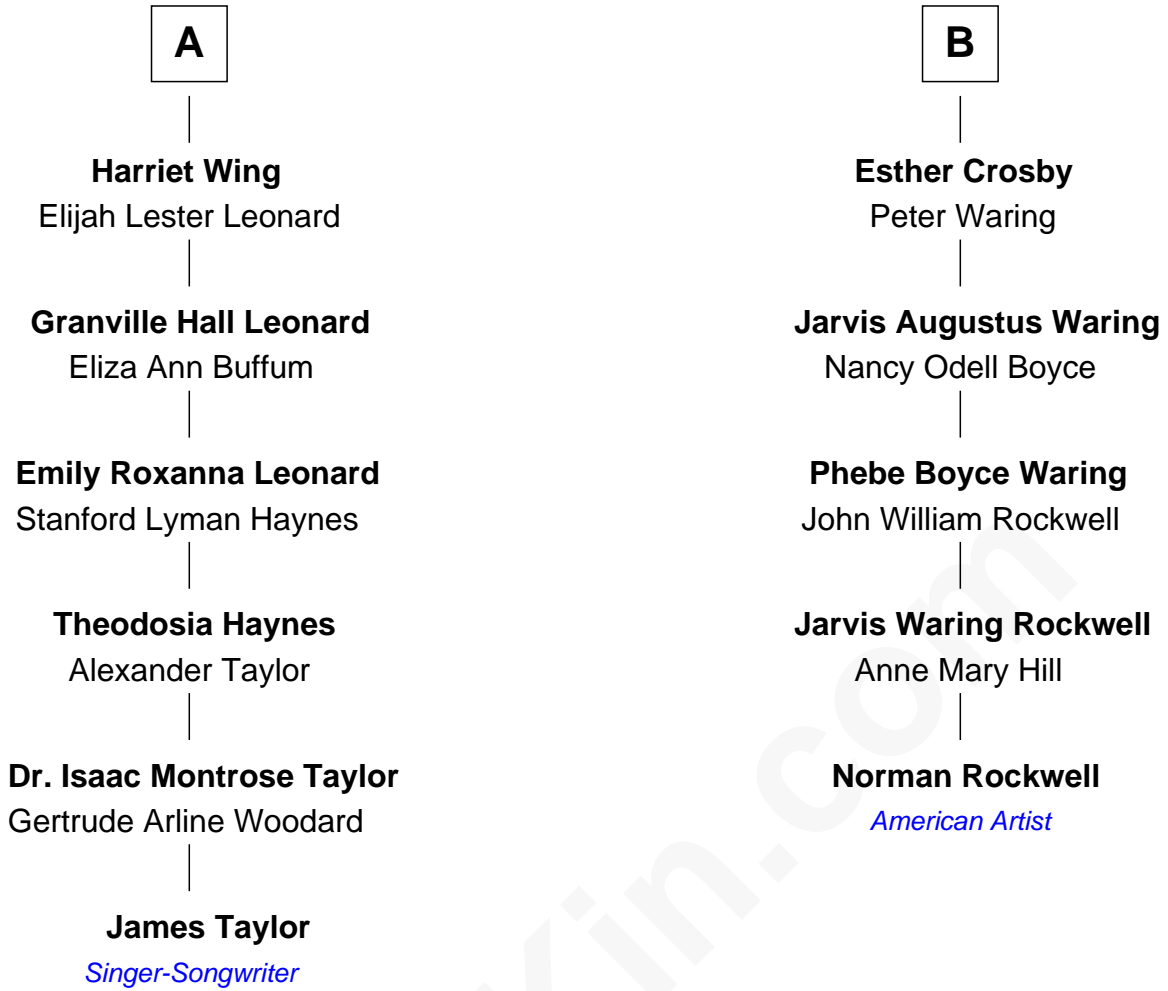 A
Harriet Wing
Elijah Lester Leonard
Granville Hall Leonard
Eliza Ann Buffum
Emily Roxanna Leonard
Stanford Lyman Haynes
Theodosia Haynes
Alexander Taylor
Dr. Isaac Montrose Taylor
Gertrude Arline Woodard
James Taylor
Singer-Songwriter
B
Esther Crosby
Peter Waring
Jarvis Augustus Waring
Nancy Odell Boyce
Phebe Boyce Waring
John William Rockwell
Jarvis Waring Rockwell
Anne Mary Hill
Norman Rockwell
American Artist
Kin.com